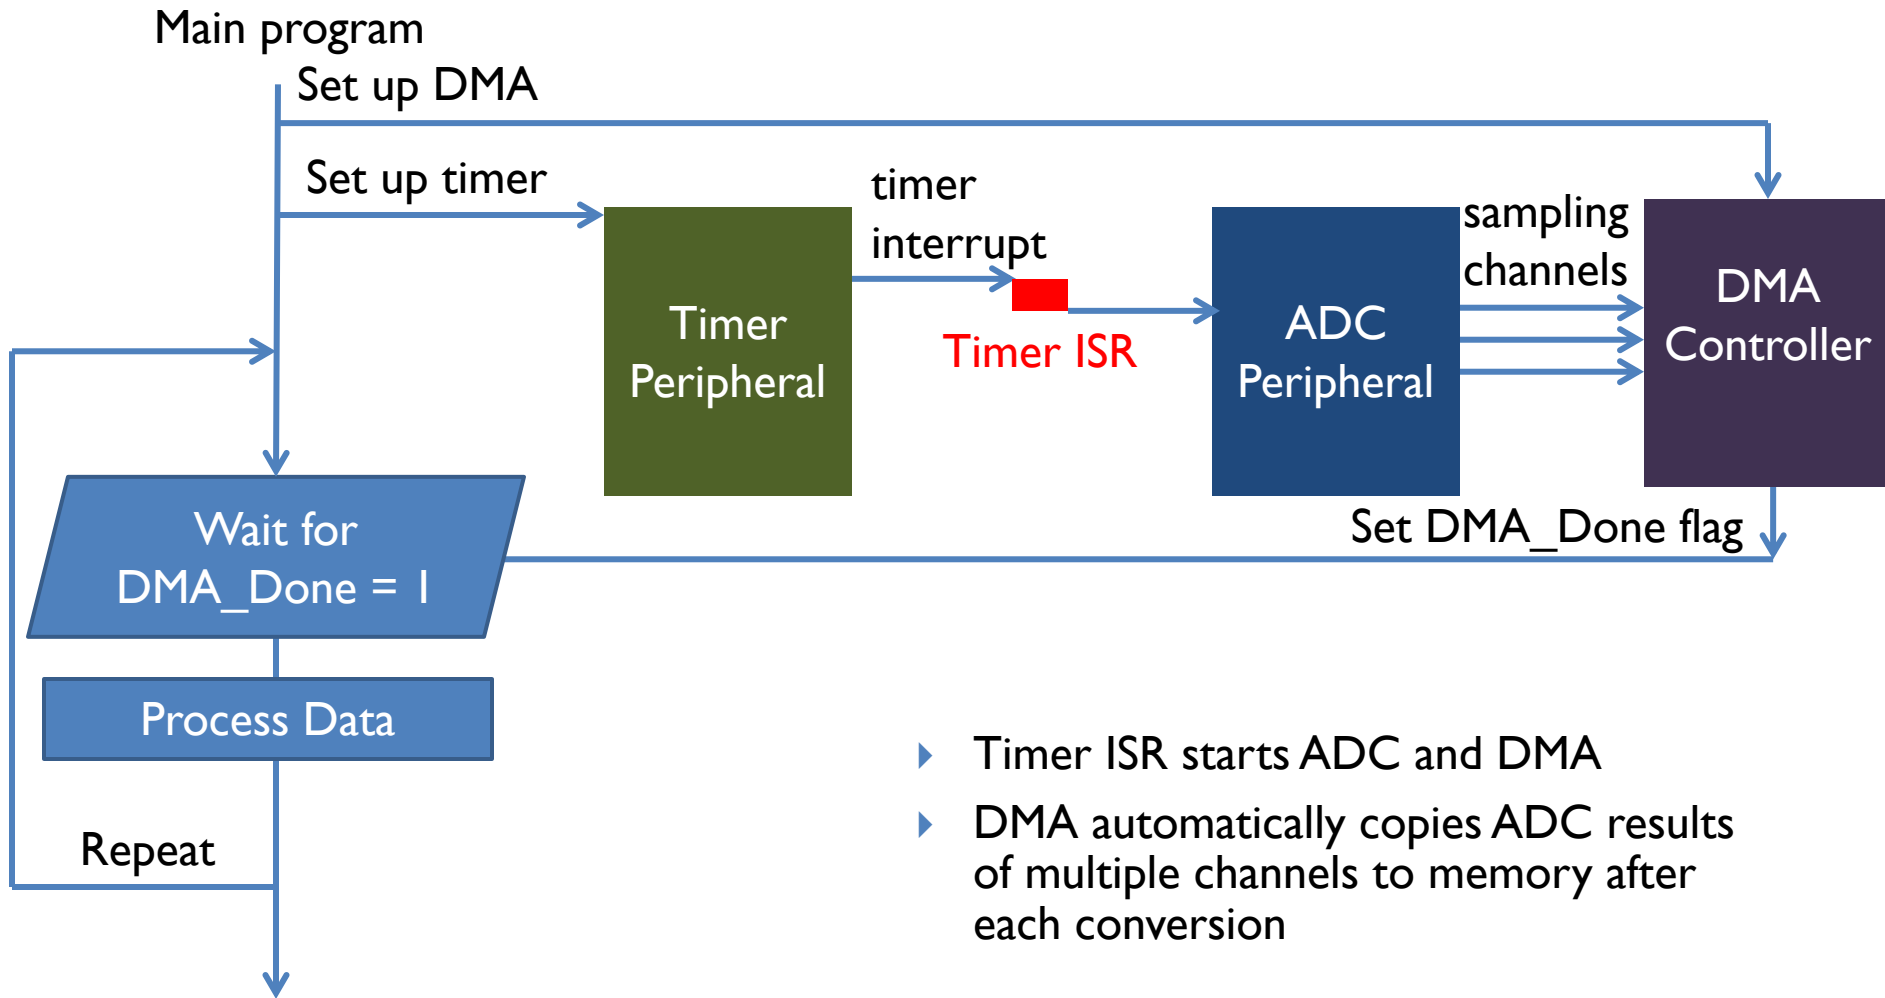 Main program
Set up DMA
Set up timer
timer
interrupt
Timer ISR
Timer
Peripheral
ADC
Peripheral
sampling
channels
DMA
Controller
Set DMA_Done flag
Wait for
DMA_Done = 1
Process Data
Repeat
Timer ISR starts ADC and DMA
DMA automatically copies ADC results
of multiple channels to memory after
each conversion